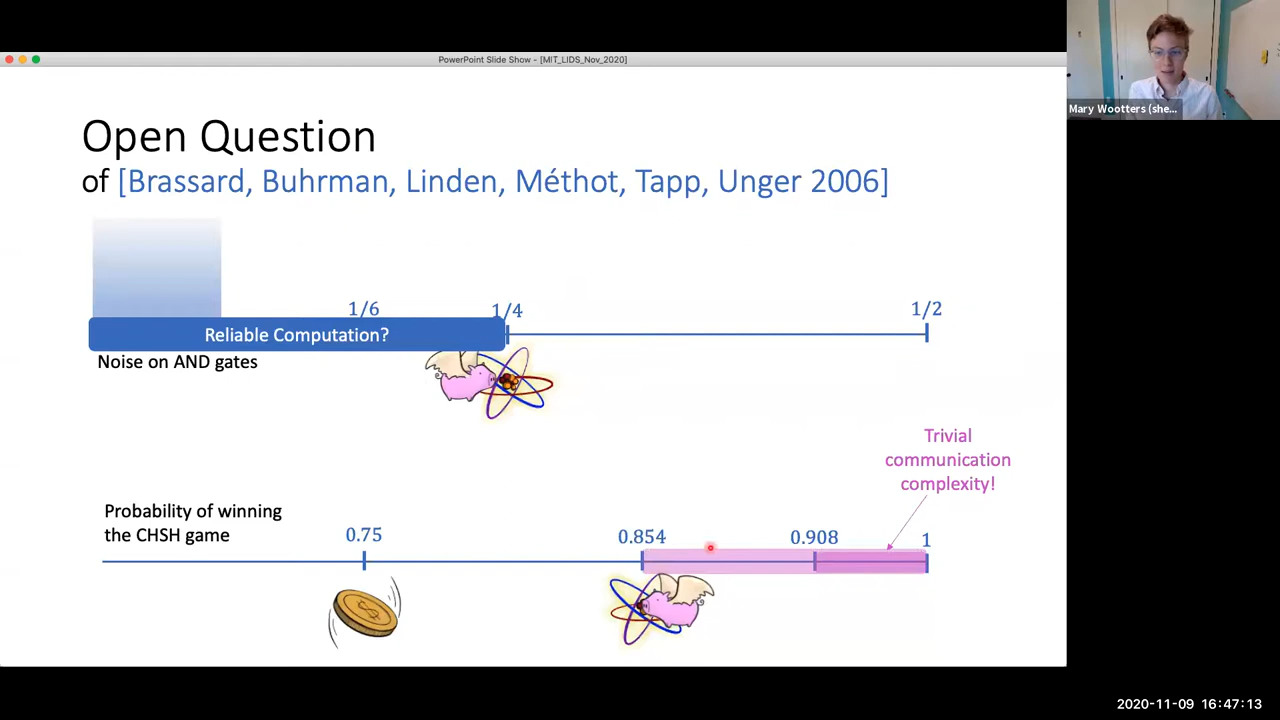 PowerPoint Slide Show - [MIT_LIDS_Nov_2020]
Mary Wootters (she...
Open Question
of [Brassard, Buhrman, Linden, Méthot, Tapp, Unger 2006]
1/6 1/4 1/2
Reliable Computation?
Noise on AND gates
Trivial
communication
complexity!
Probability of winning
the CHSH game
0.75 0.854 0.908 1
$
2020-11-09 16:47:13